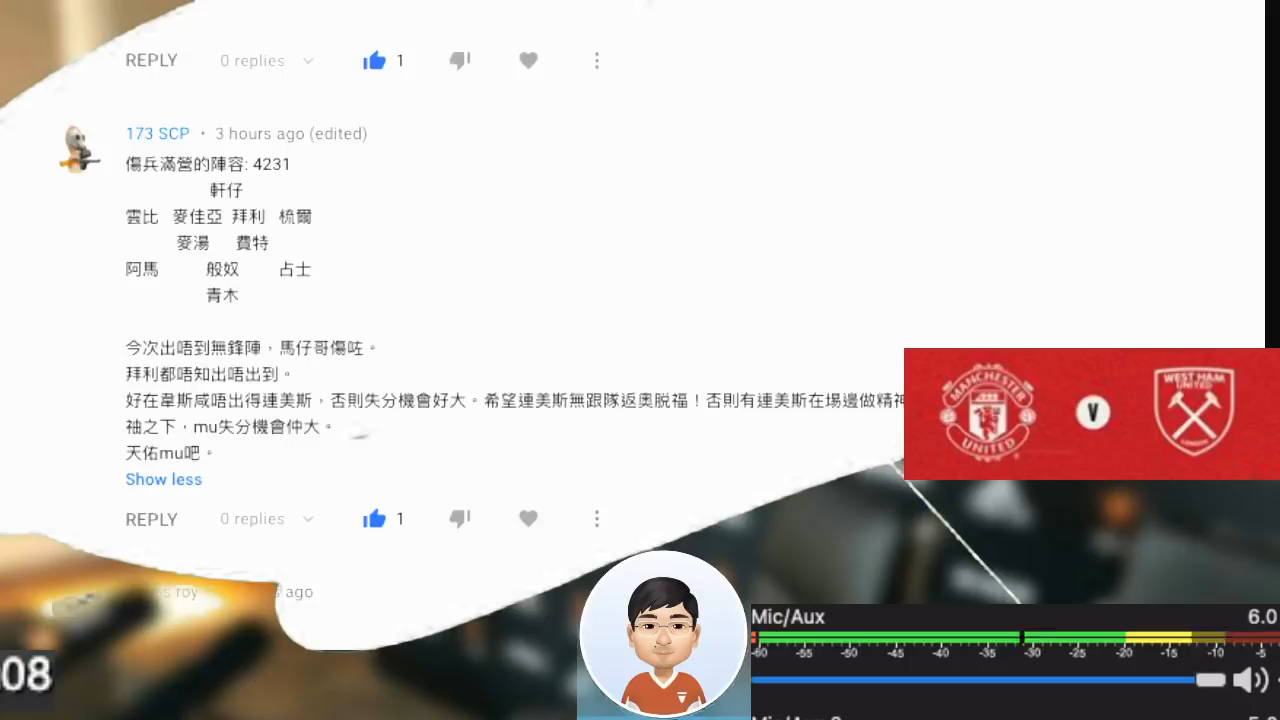 REPLY 0 replies 1
173 SCP • 3 hours ago (edited)
傷兵滿營的陣容: 4231
軒仔
雲比 麥佳亞 拜利 梳爾
麥湯 費特
阿馬 般奴 占士
青木
今次出唔到無鋒陣，馬仔哥傷咗。
拜利都唔知出唔出到。
好在韋斯咸唔出得連美斯，否則失分機會好大。希望連美斯無跟隊返奧脫福！否則有連美斯在場邊做精神
袖之下，mu失分機會仲大。
天佑mu吧。
Show less
REPLY 0 replies 1
s roy ago
MANCHESTER
UNITED
V
WEST HAM
UNITED
LONDON
Mic/Aux 6.0
-60 -55 -50 -45 -40 -35 -30 -25 -20 -15 -10 -5
:08